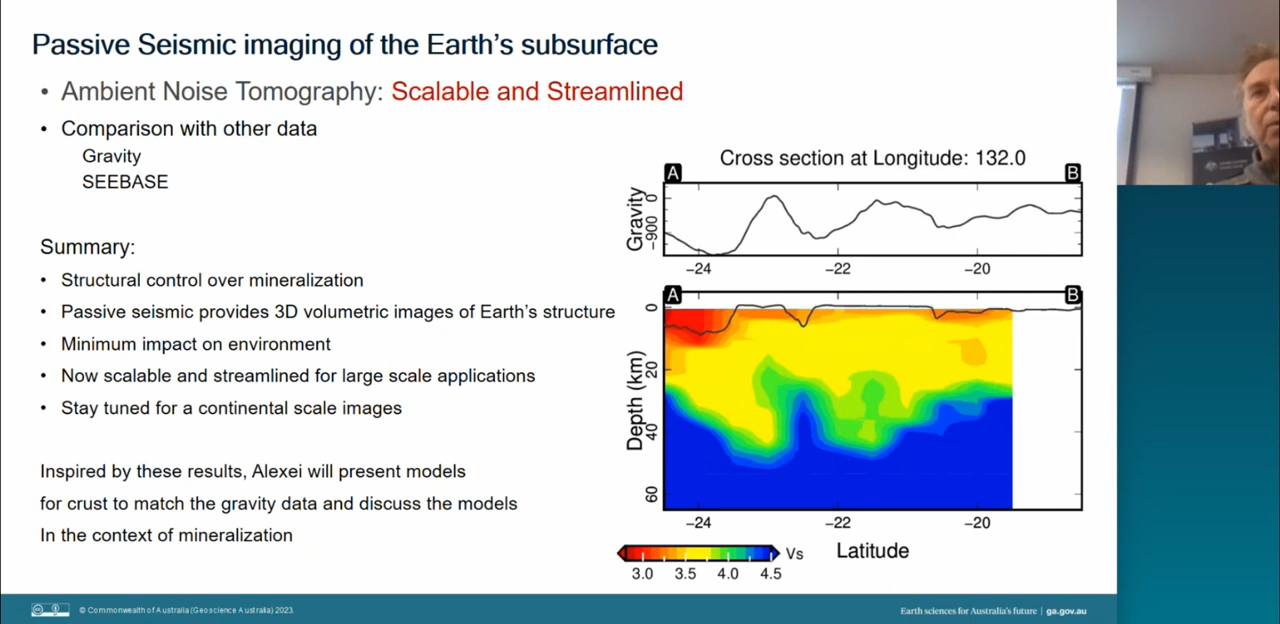 Passive Seismic imaging of the Earth's subsurface
• Ambient Noise Tomography: Scalable and Streamlined
• Comparison with other data
Gravity
SEEBASE
Summary:
• Structural control over mineralization
• Passive seismic provides 3D volumetric images of Earth's structure
• Minimum impact on environment
• Now scalable and streamlined for large scale applications
• Stay tuned for a continental scale images
Inspired by these results, Alexei will present models
for crust to match the gravity data and discuss the models
In the context of mineralization
Cross section at Longitude: 132.0
A B
Gravity
0
−900
−24 −22 −20
A B
Depth (km)
0
20
40
60
−24 −22 −20
Latitude
Vs
3.0 3.5 4.0 4.5
© Commonwealth of Australia (Geoscience Australia) 2023.
Earth sciences for Australia's future | ga.gov.au